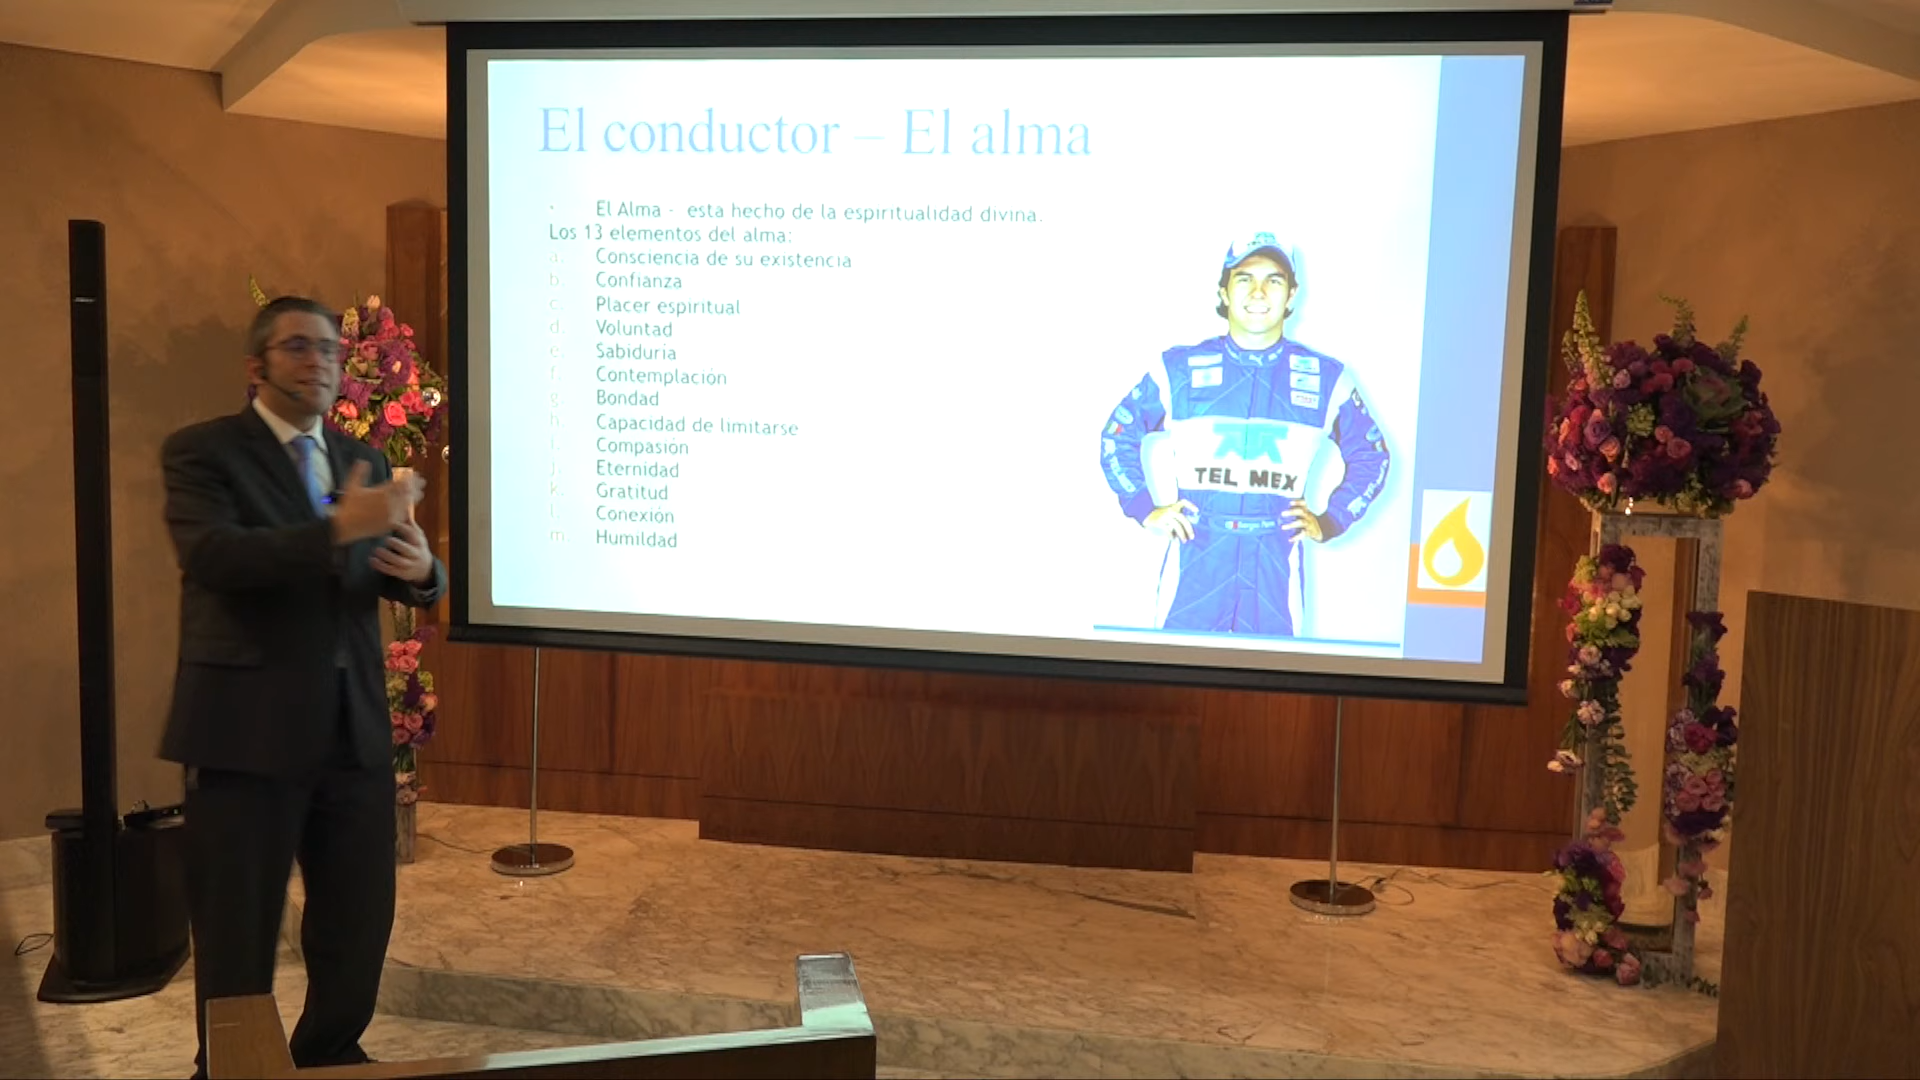 El conductor – El alma
• El Alma - esta hecho de la espiritualidad divina.
Los 13 elementos del alma:
a. Consciencia de su existencia
b. Confianza
c. Placer espiritual
d. Voluntad
e. Sabiduria
f. Contemplación
g. Bondad
h. Capacidad de limitarse
i. Compasión
j. Eternidad
k. Gratitud
l. Conexión
m. Humildad
TEL MEX